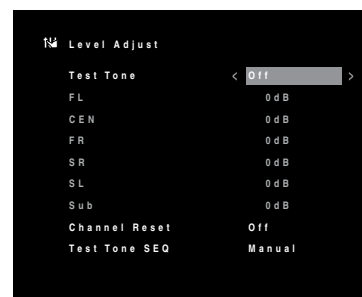 Level Adjust
Test Tone < Off >
FL 0dB
CEN 0dB
FR 0dB
SR 0dB
SL 0dB
Sub 0dB
Channel Reset Off
Test Tone SEQ Manual